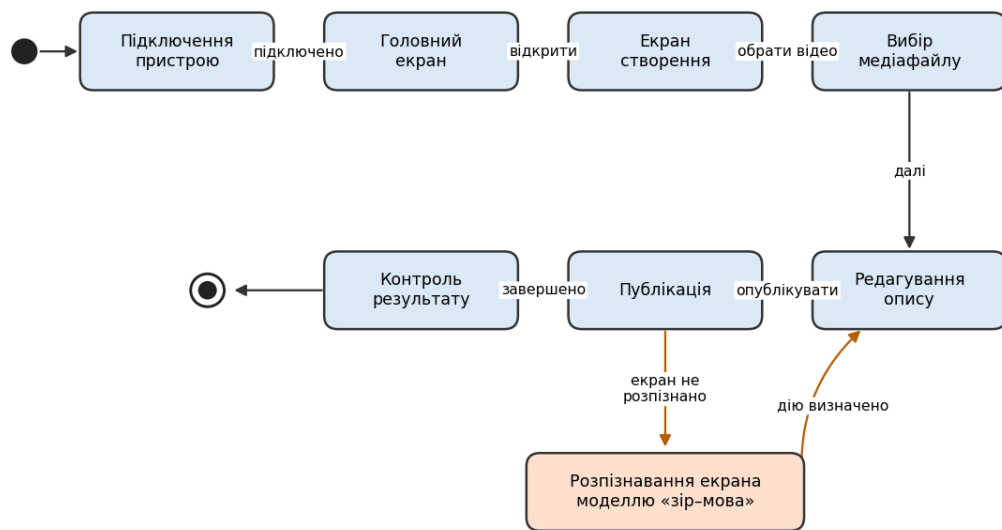 Підключення
пристрою
підключено
Головний
екран
відкрити
Екран
створення
обрати відео
Вибір
медіафайлу
далі
Контроль
результату
завершено
Публікація
опублікувати
Редагування
опису
екран не
розпізнано
дію визначено
Розпізнавання екрана
моделлю «зір–мова»